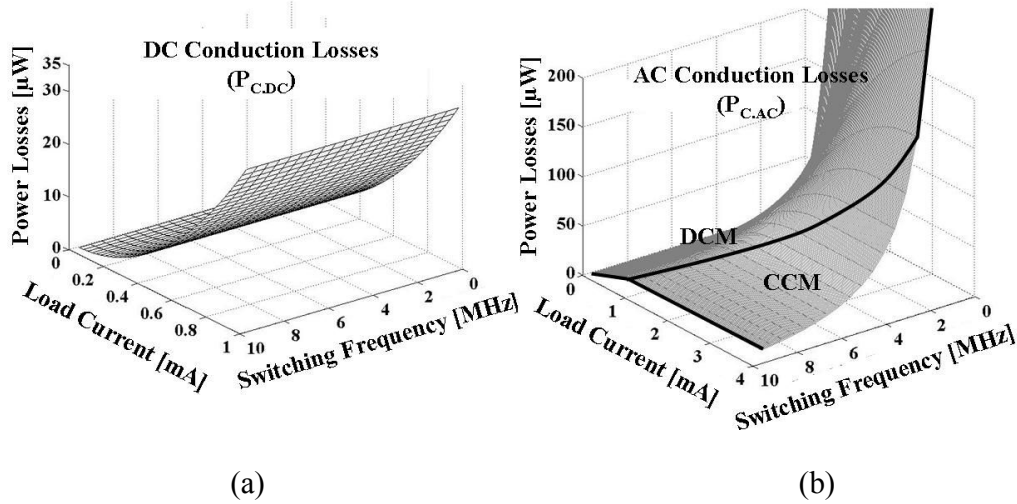 DC Conduction Losses
(P_C.DC)
Power Losses [µW]
35
30
20
10
0
0
0.2
0.4
0.6
0.8
1
Load Current [mA]
10
8
6
4
2
0
Switching Frequency [MHz]
(a)
AC Conduction Losses
(P_C.AC)
Power Losses [µW]
200
150
100
50
0
DCM
CCM
0
1
2
3
4
Load Current [mA]
10
8
6
4
2
0
Switching Frequency [MHz]
(b)